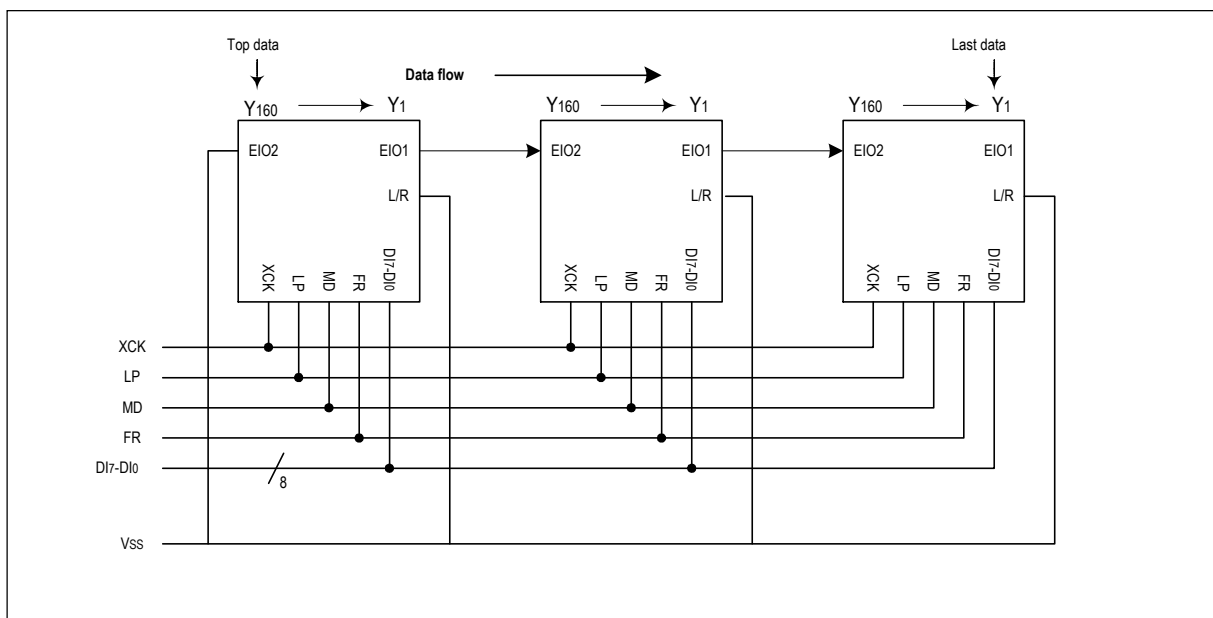 Top data
Last data
Data flow
Y160 Y1 Y160 Y1 Y160 Y1
EIO2 EIO1 EIO2 EIO1 EIO2 EIO1
L/R L/R L/R
XCK LP MD FR DI7-DI0 XCK LP MD FR DI7-DI0 XCK LP MD FR DI7-DI0
XCK
LP
MD
FR
DI7-DI0
8
VSS